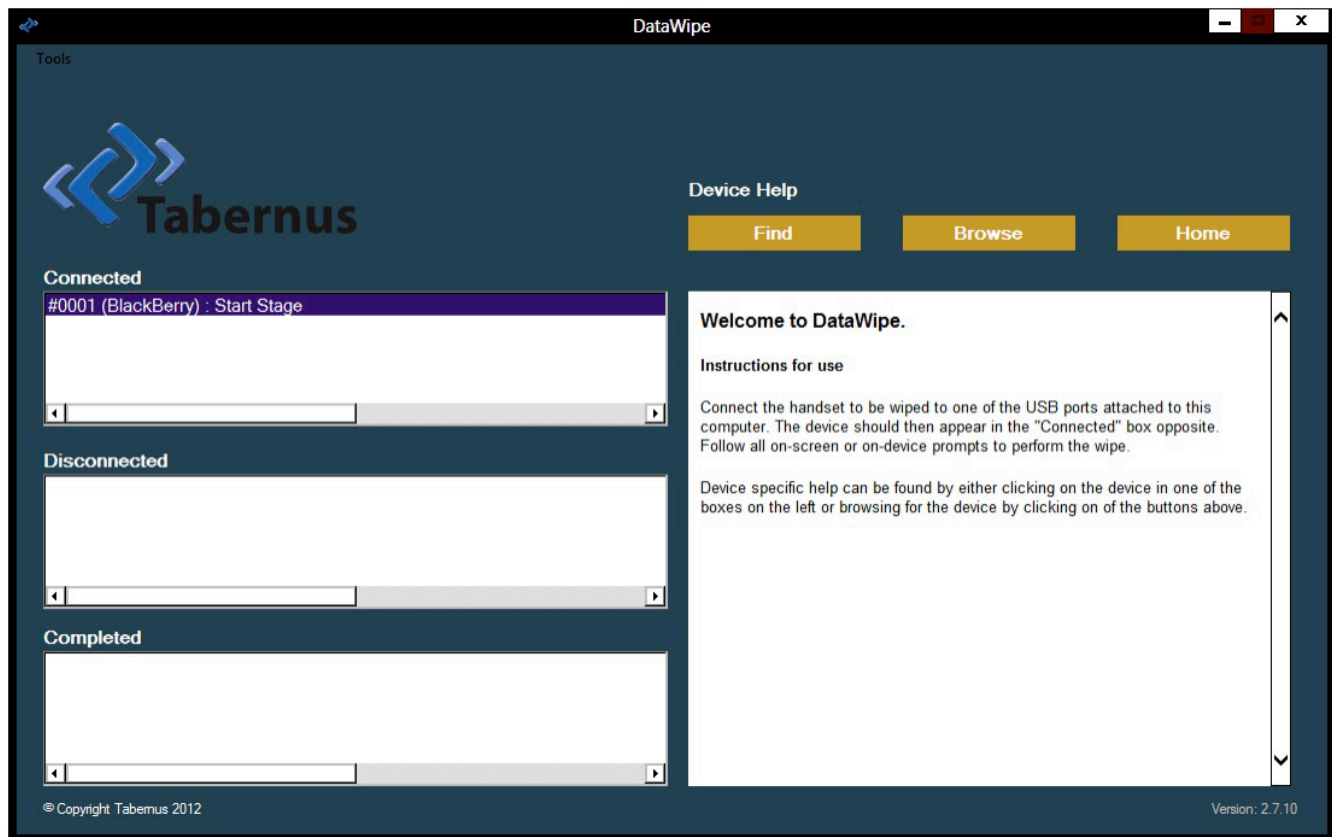 DataWipe
Tools
Tabernus
Device Help
Find
Browse
Home
Connected
#0001 (BlackBerry) : Start Stage
Disconnected
Completed
Welcome to DataWipe.
Instructions for use
Connect the handset to be wiped to one of the USB ports attached to this
computer. The device should then appear in the "Connected" box opposite.
Follow all on-screen or on-device prompts to perform the wipe.
Device specific help can be found by either clicking on the device in one of the
boxes on the left or browsing for the device by clicking on of the buttons above.
© Copyright Tabernus 2012
Version: 2.7.10